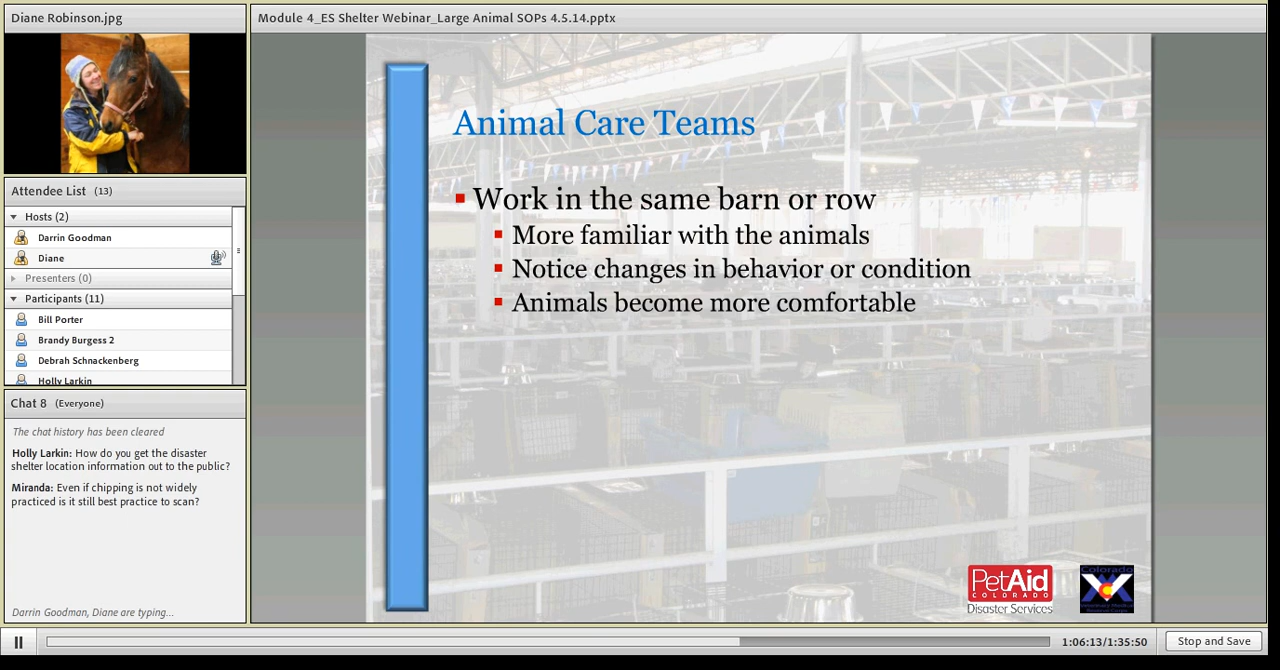 Diane Robinson.jpg
Module 4_ES Shelter Webinar_Large Animal SOPs 4.5.14.pptx
Attendee List (13)
Hosts (2)
Darrin Goodman
Diane
Presenters (0)
Participants (11)
Bill Porter
Brandy Burgess 2
Debrah Schnackenberg
Holly Larkin
Chat 8 (Everyone)
The chat history has been cleared
Holly Larkin: How do you get the disaster
shelter location information out to the public?
Miranda: Even if chipping is not widely
practiced is it still best practice to scan?
Darrin Goodman, Diane are typing...
Animal Care Teams
Work in the same barn or row
More familiar with the animals
Notice changes in behavior or condition
Animals become more comfortable
PetAid
COLORADO
Disaster Services
Colorado
1:06:13/1:35:50
Stop and Save